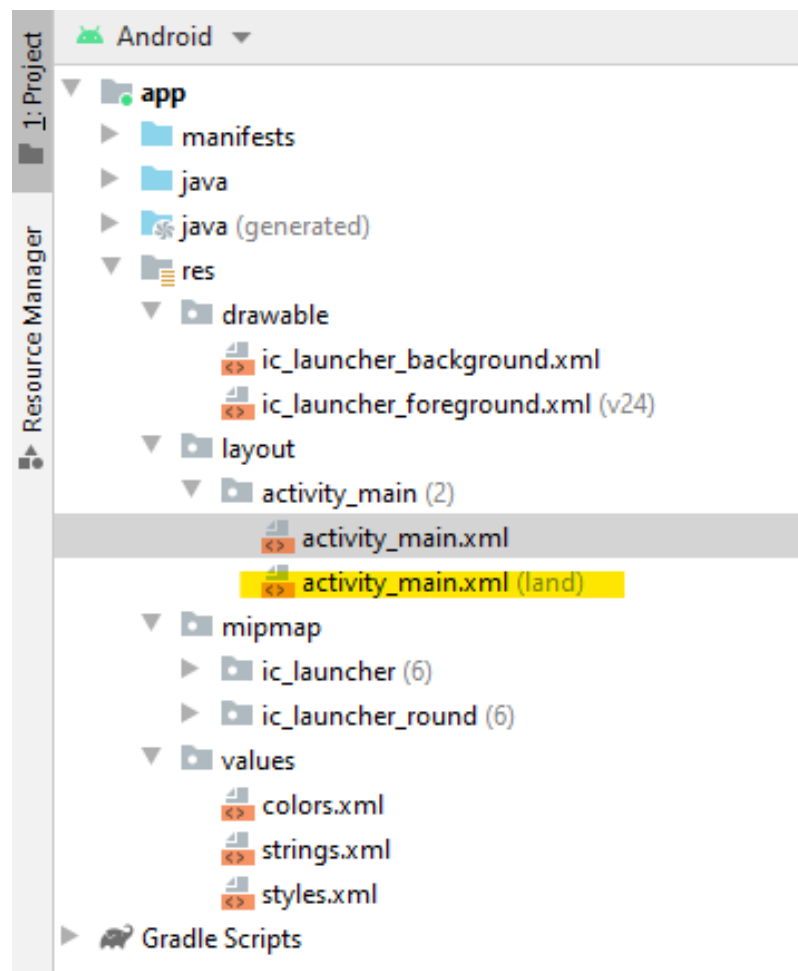 1: Project
Resource Manager
Android
app
manifests
java
java (generated)
res
drawable
ic_launcher_background.xml
ic_launcher_foreground.xml (v24)
layout
activity_main (2)
activity_main.xml
activity_main.xml (land)
mipmap
ic_launcher (6)
ic_launcher_round (6)
values
colors.xml
strings.xml
styles.xml
Gradle Scripts